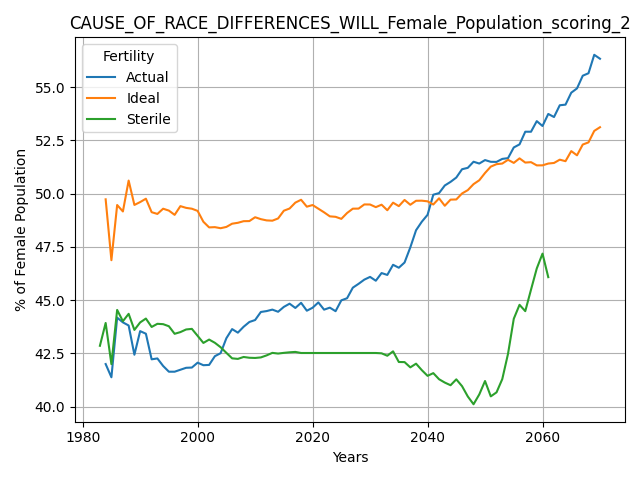 CAUSE_OF_RACE_DIFFERENCES_WILL_Female_Population_scoring_2
Fertility
Actual
Ideal
Sterile
% of Female Population
55.0
52.5
50.0
47.5
45.0
42.5
40.0
1980
2000
2020
2040
2060
Years